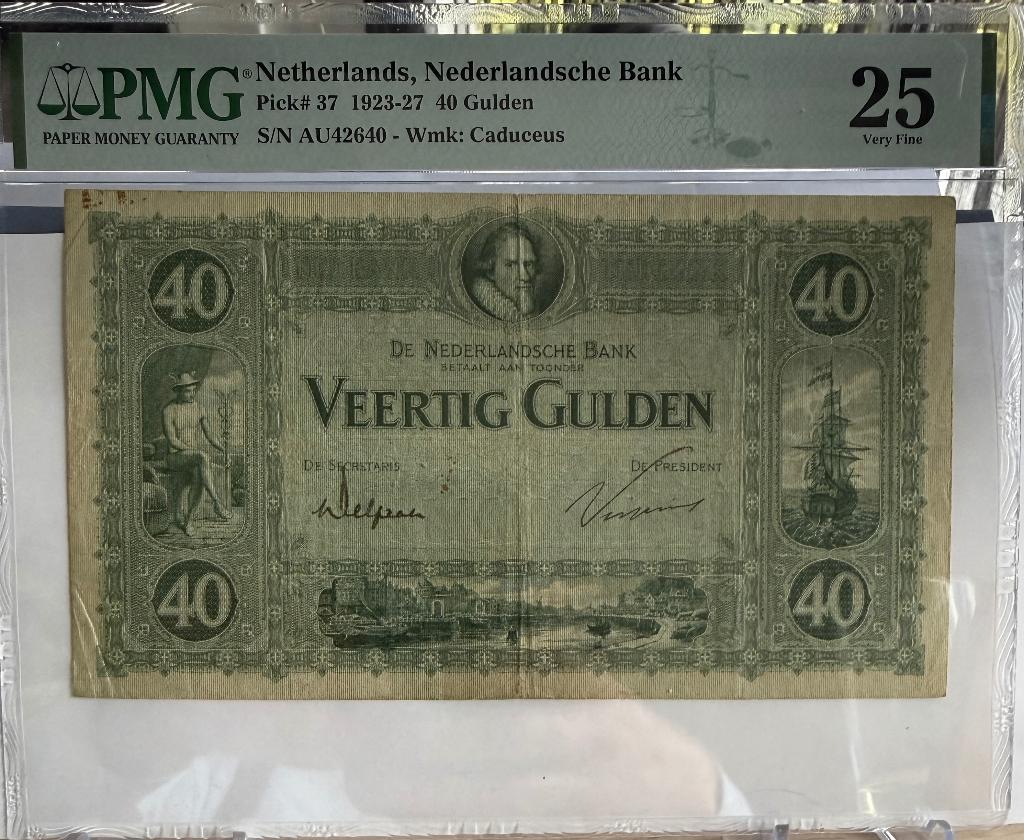 PMG® Netherlands, Nederlandsche Bank
PAPER MONEY GUARANTY
Pick# 37 1923-27 40 Gulden
S/N AU42640 - Wmk: Caduceus
25
Very Fine
40
40
DE NEDERLANDSCHE BANK
BETAALT AAN TOONDER
VEERTIG GULDEN
DE SECRETARIS
DE PRESIDENT
40
40